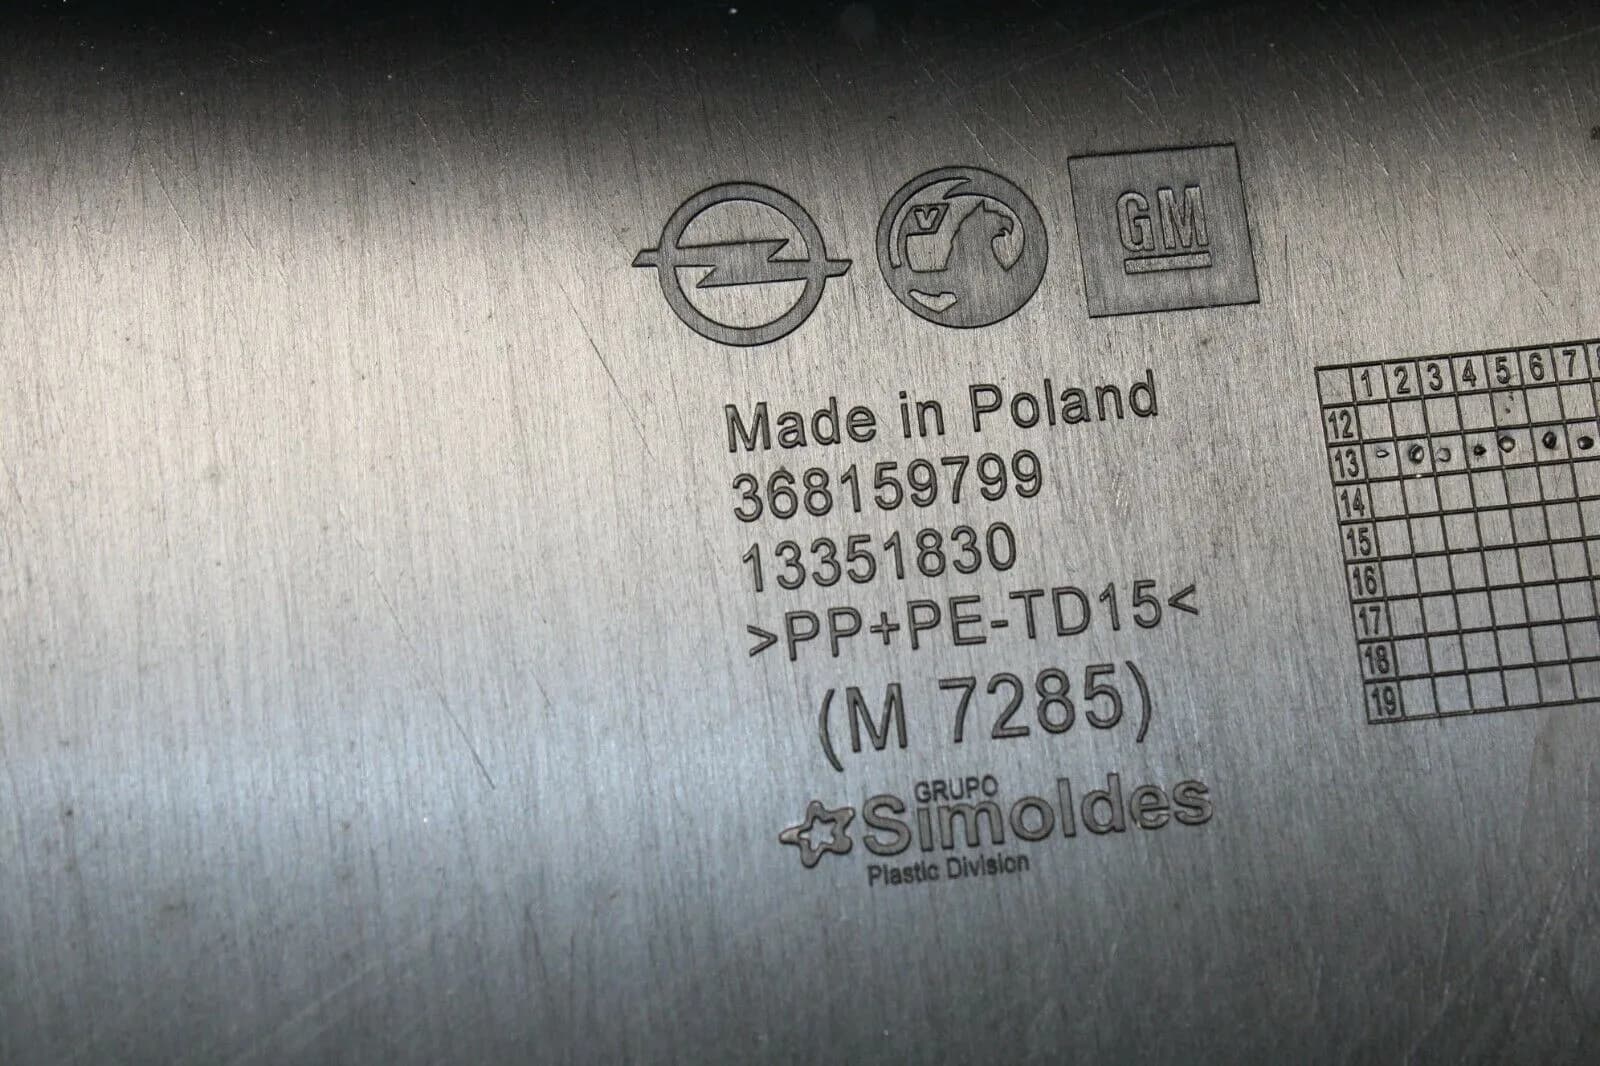 GM
Made in Poland
368159799
13351830
>PP+PE-TD15<
(M 7285)
GRUPO
Simoldes
Plastic Division
1 2 3 4 5 6 7
12
13
14
15
16
17
18
19